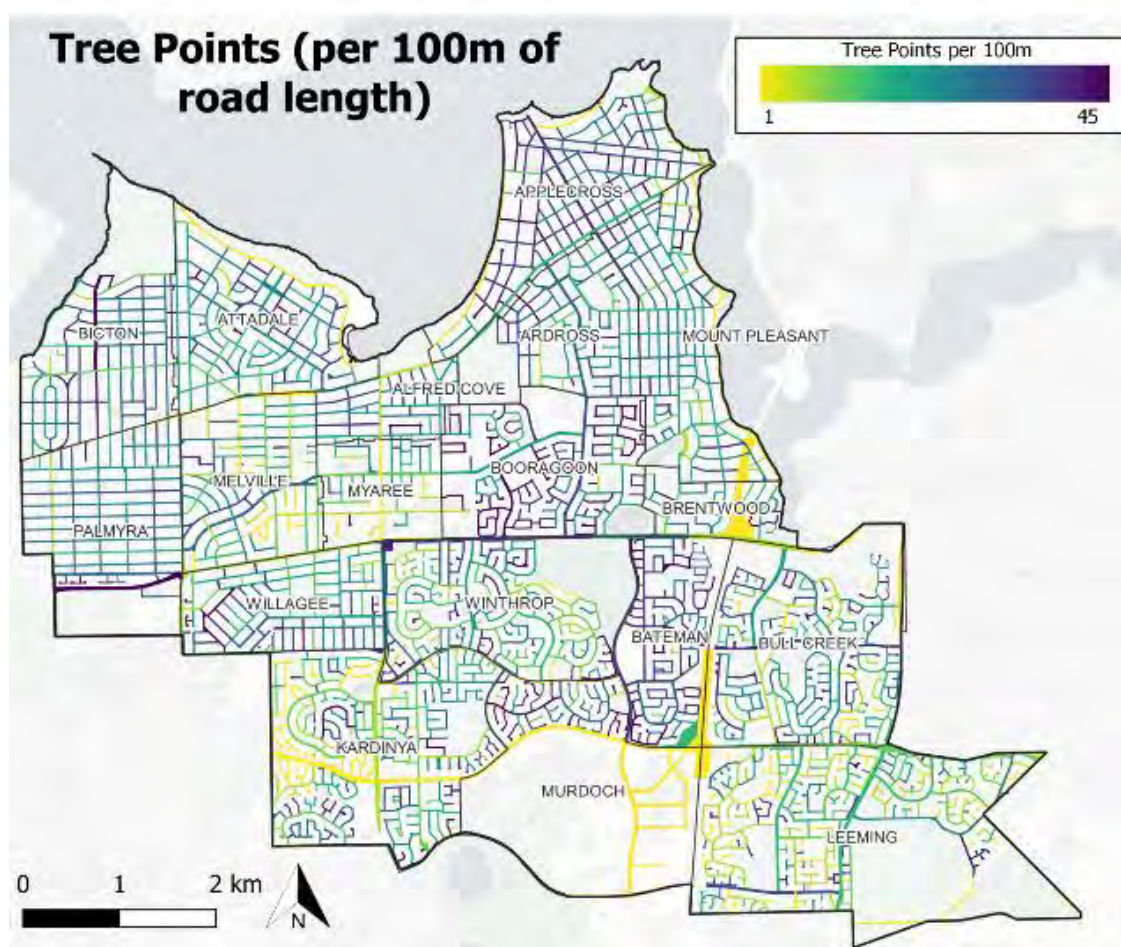 Tree Points (per 100m of
road length)
Tree Points per 100m
1 45
APPLECROSS
BICTON
ATTADALE
ARDROSS
MOUNT PLEASANT
ALFRED COVE
BOORAGOON
MELVILLE
MYAREE
BRENTWOOD
PALMYRA
WILLAGEE
WINTHROP
BATEMAN
BULL CREEK
KARDINYA
MURDOCH
LEEMING
0 1 2 km
N